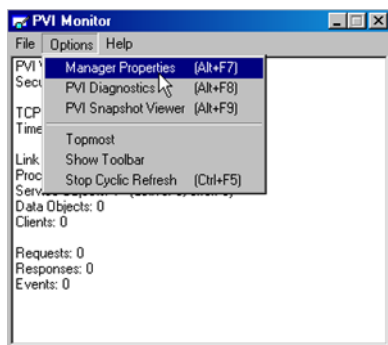 PVI Monitor
File Options Help
Manager Properties (Alt+F7)
PVI Diagnostics (Alt+F8)
PVI Snapshot Viewer (Alt+F9)
Topmost
Show Toolbar
Stop Cyclic Refresh (Ctrl+F5)
PVI
Secu
TCP
Time
Link
Proc
Data Objects: 0
Clients: 0
Requests: 0
Responses: 0
Events: 0